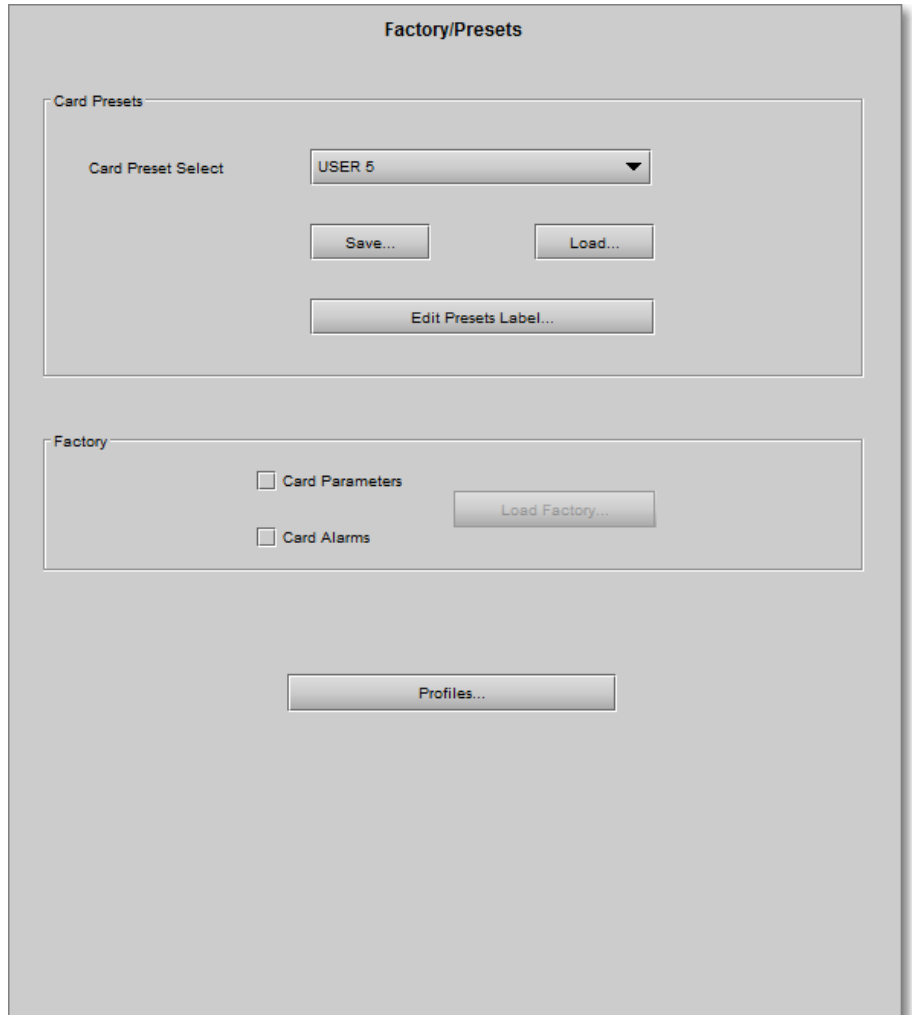 Factory/Presets
Card Presets
Card Preset Select
USER 5
Save...
Load...
Edit Presets Label...
Factory
Card Parameters
Load Factory...
Card Alarms
Profiles...